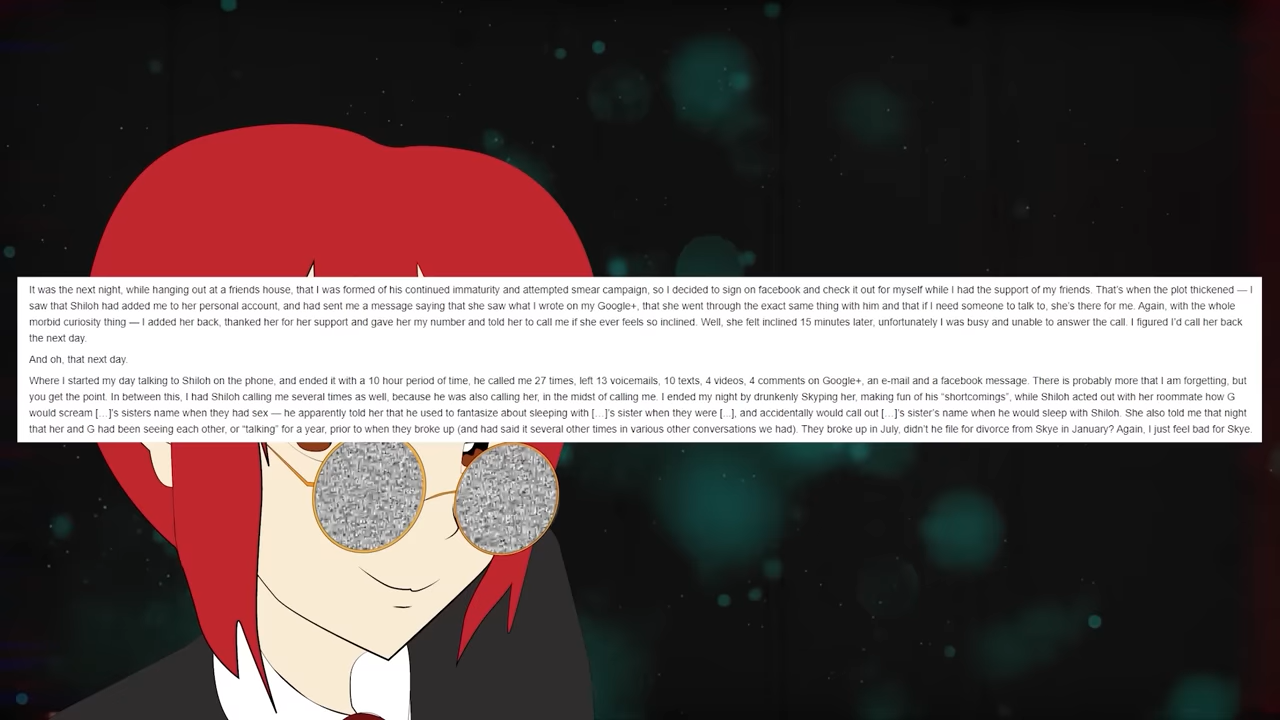 It was the next night, while hanging out at a friends house, that I was formed of his continued immaturity and attempted smear campaign, so I decided to sign on facebook and check it out for myself while I had the support of my friends. That's when the plot thickened — I
saw that Shiloh had added me to her personal account, and had sent me a message saying that she saw what I wrote on my Google+, that she went through the exact same thing with him and that if I need someone to talk to, she's there for me. Again, with the whole
morbid curiosity thing — I added her back, thanked her for her support and gave her my number and told her to call me if she ever feels so inclined. Well, she felt inclined 15 minutes later, unfortunately I was busy and unable to answer the call. I figured I'd call her back
the next day.
And oh, that next day.
Where I started my day talking to Shiloh on the phone, and ended it with a 10 hour period of time, he called me 27 times, left 13 voicemails, 10 texts, 4 videos, 4 comments on Google+, an e-mail and a facebook message. There is probably more that I am forgetting, but
you get the point. In between this, I had Shiloh calling me several times as well, because he was also calling her, in the midst of calling me. I ended my night by drunkenly Skyping her, making fun of his "shortcomings", while Shiloh acted out with her roommate how G
would scream […]'s sisters name when they had sex — he apparently told her that he used to fantasize about sleeping with […]'s sister when they were […], and accidentally would call out […]'s sister's name when he would sleep with Shiloh. She also told me that night
that her and G had been seeing each other, or "talking" for a year, prior to when they broke up (and had said it several other times in various other conversations we had). They broke up in July, didn't he file for divorce from Skye in January? Again, I just feel bad for Skye.